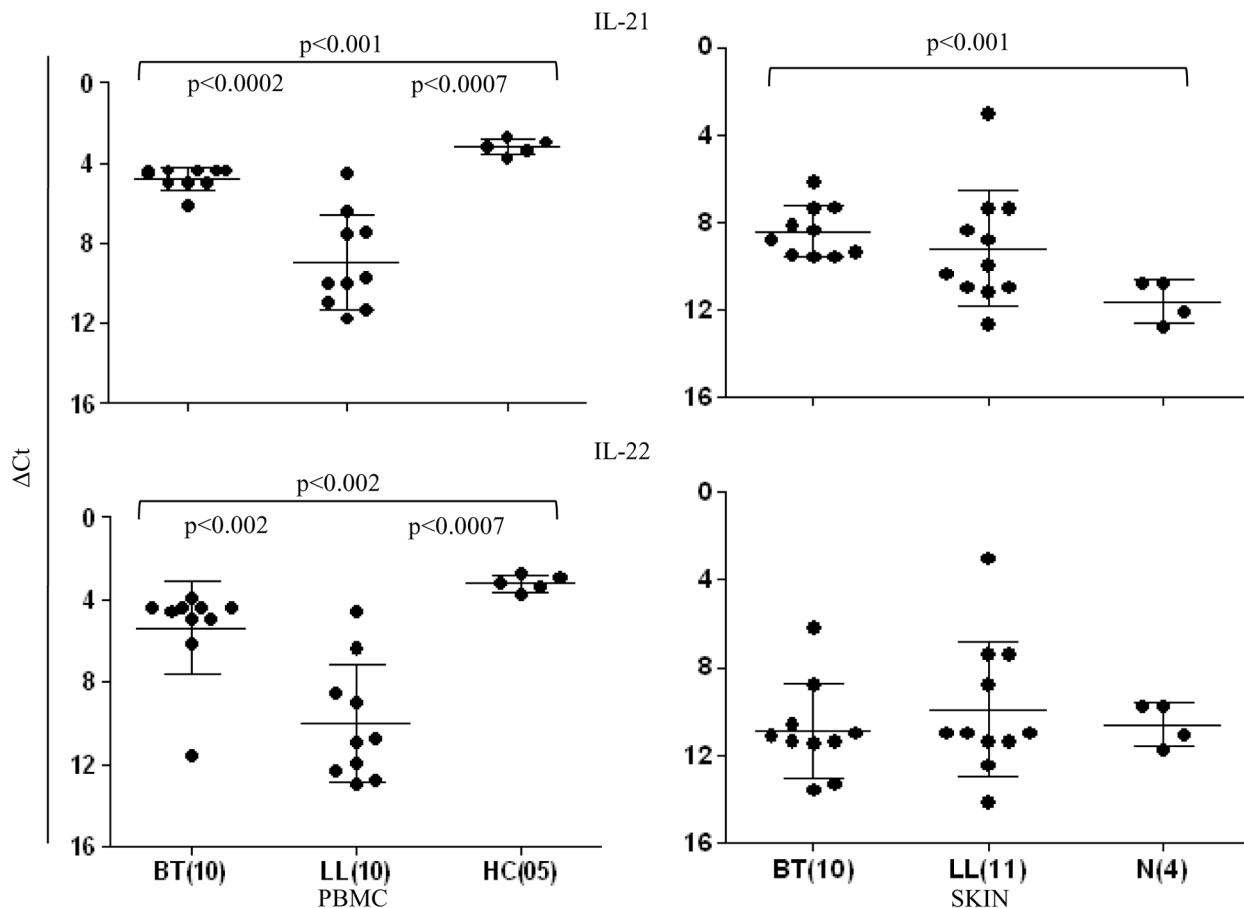 IL-21
p<0.001
p<0.0002 p<0.0007
0
4
8
12
16
p<0.001
0
4
8
12
16
ΔCt
IL-22
p<0.002
p<0.002 p<0.0007
0
4
8
12
16
BT(10) LL(10) HC(05)
PBMC
0
4
8
12
16
BT(10) LL(11) N(4)
SKIN